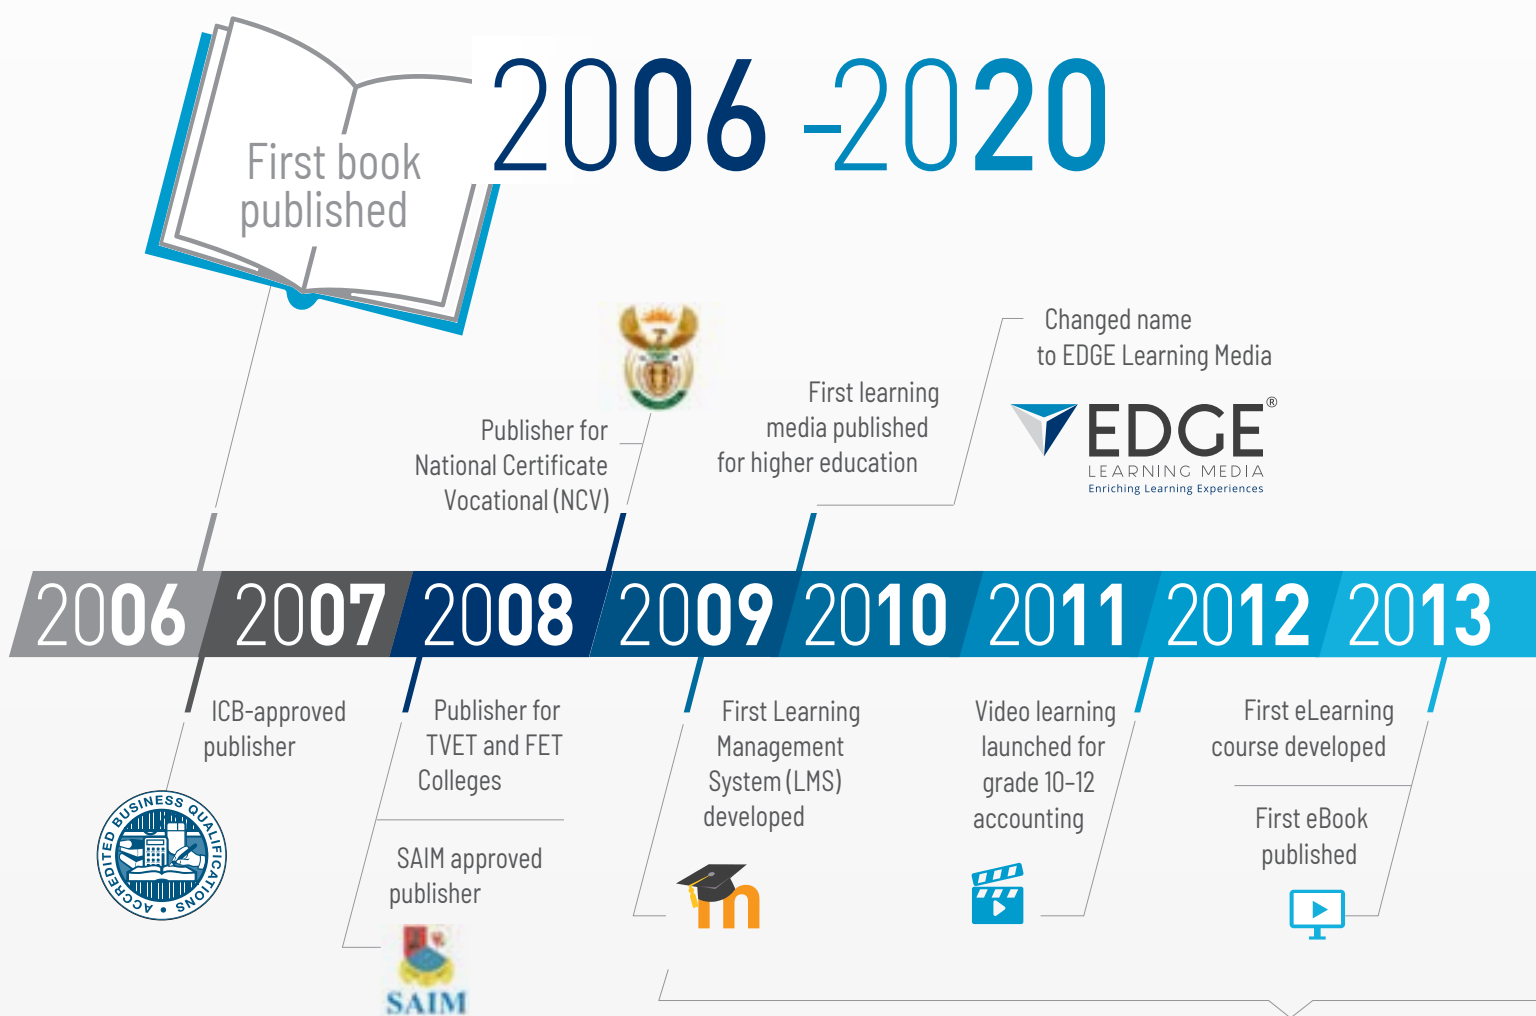 2006 -2020
First book
published
Changed name
to EDGE Learning Media
EDGE®
LEARNING MEDIA
Enriching Learning Experiences
First learning
media published
for higher education
Publisher for
National Certificate
Vocational (NCV)
2006 2007 2008 2009 2010 2011 2012 2013
ICB-approved
publisher
ACCREDITED BUSINESS QUALIFICATIONS • ICB • SNOI
Publisher for
TVET and FET
Colleges
SAIM approved
publisher
SAIM
First Learning
Management
System (LMS)
developed
m
Video learning
launched for
grade 10–12
accounting
First eLearning
course developed
First eBook
published